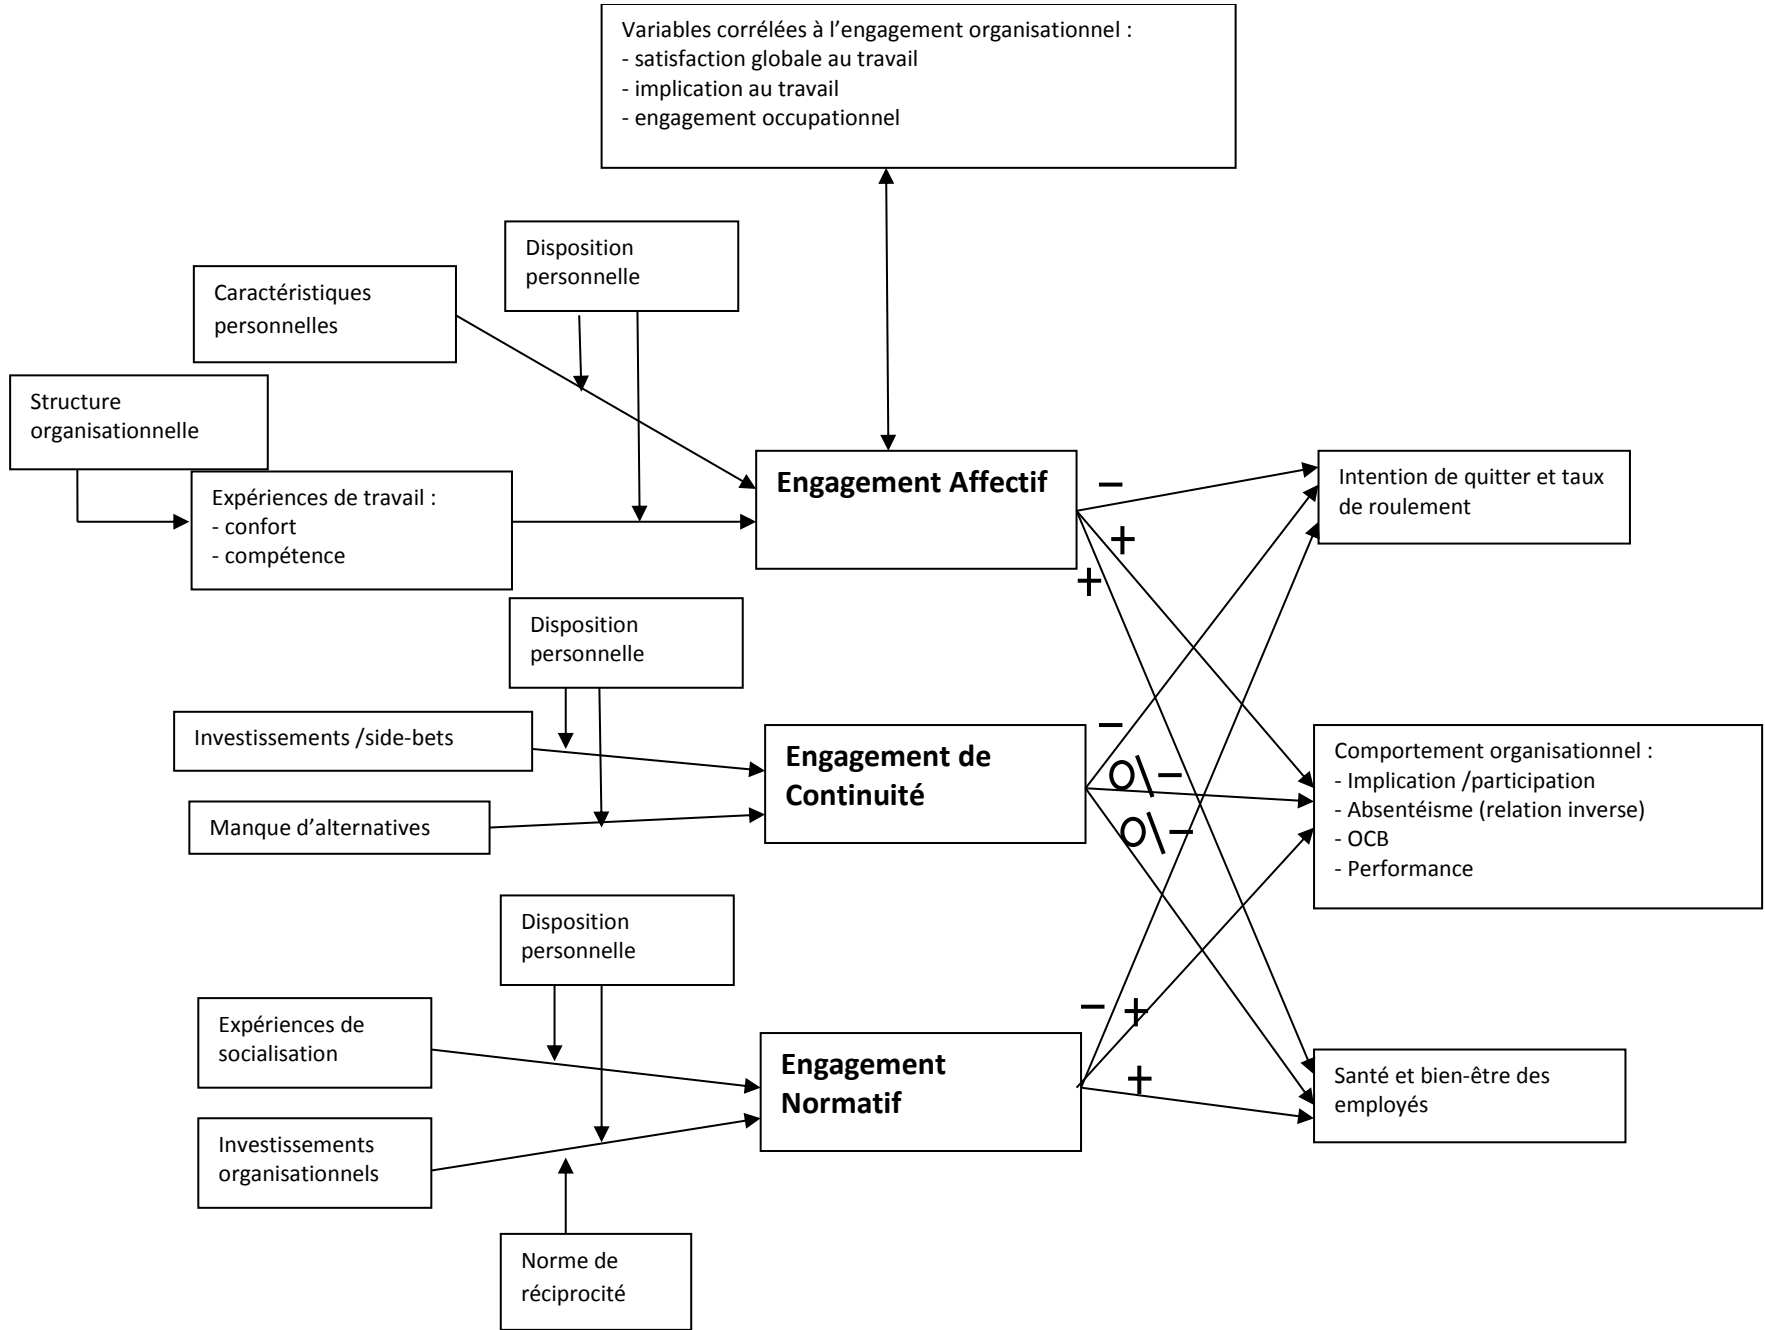 Variables corrélées à l’engagement organisationnel :
- satisfaction globale au travail
- implication au travail
- engagement occupationnel
Disposition
personnelle
Caractéristiques
personnelles
Structure
organisationnelle
Expériences de travail :
- confort
- compétence
Engagement Affectif
–
+
+
Intention de quitter et taux
de roulement
Disposition
personnelle
Investissements /side-bets
Manque d’alternatives
Engagement de
Continuité
–
O\–
O\–
Comportement organisationnel :
- Implication /participation
- Absentéisme (relation inverse)
- OCB
- Performance
Disposition
personnelle
Expériences de
socialisation
Investissements
organisationnels
Norme de
réciprocité
Engagement
Normatif
– +
+
Santé et bien-être des
employés